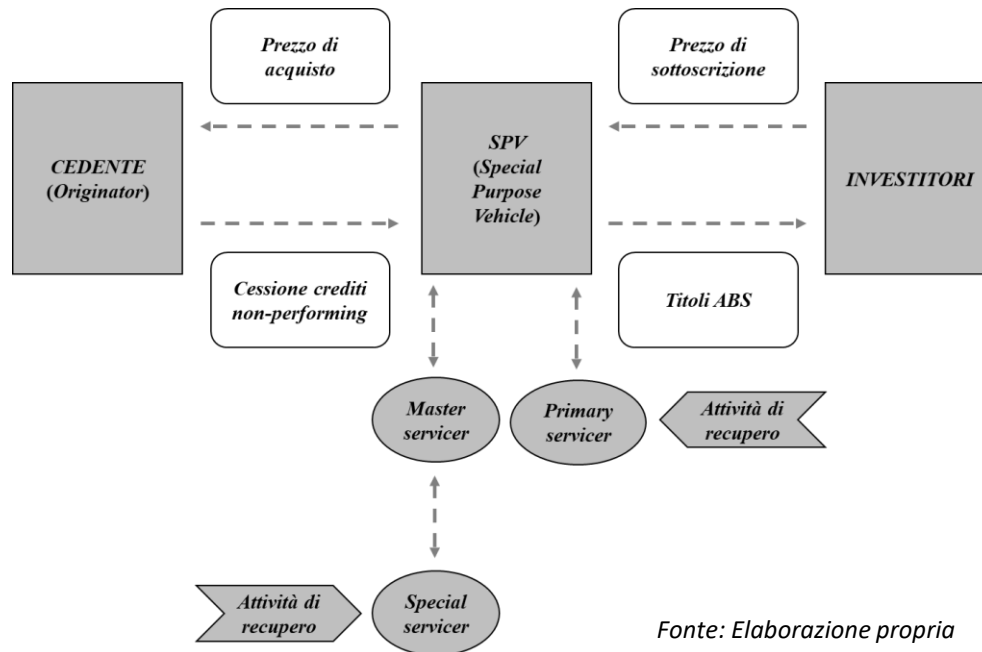 Prezzo di
acquisto
Prezzo di
sottoscrizione
CEDENTE
(Originator)
SPV
(Special
Purpose
Vehicle)
INVESTITORI
Cessione crediti
non-performing
Titoli ABS
Master
servicer
Primary
servicer
Attività di
recupero
Attività di
recupero
Special
servicer
Fonte: Elaborazione propria